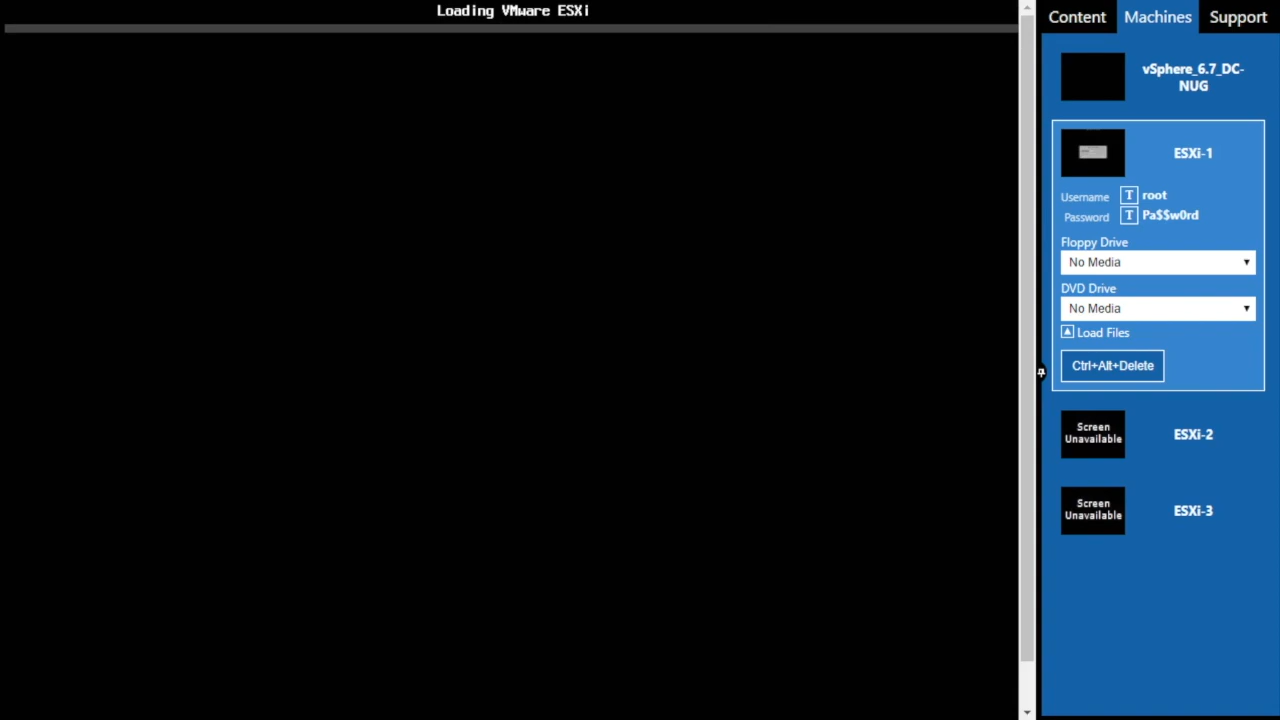 Loading VMware ESXi
Content
Machines
Support
vSphere_6.7_DC-
NUG
ESXi-1
Username T root
Password T Pa$$w0rd
Floppy Drive
No Media
DVD Drive
No Media
Load Files
Ctrl+Alt+Delete
Screen
Unavailable
ESXi-2
Screen
Unavailable
ESXi-3